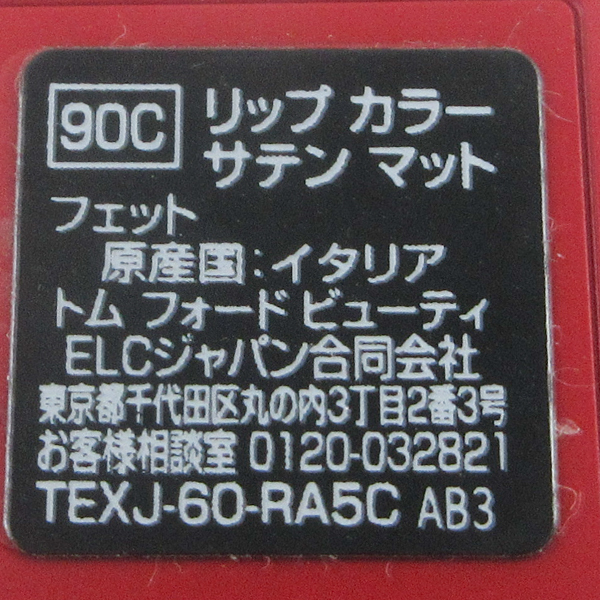 90C リップ カラー
サテン マット
フェット
原産国:イタリア
トム フォード ビューティ
ELCジャパン合同会社
東京都千代田区丸の内3丁目2番3号
お客様相談室 0120-032821
TEXJ-60-RA5C AB3